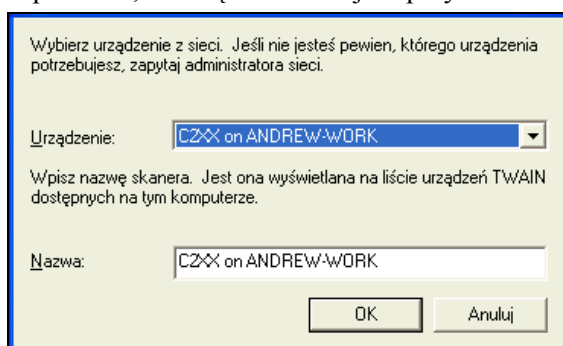 Wybierz urządzenie z sieci. Jeśli nie jesteś pewien, którego urządzenia
potrzebujesz, zapytaj administratora sieci.
Urządzenie: C2XX on ANDREW-WORK
Wpisz nazwę skanera. Jest ona wyświetlana na liście urządzeń TWAIN
dostępnych na tym komputerze.
Nazwa: C2XX on ANDREW-WORK
OK Anuluj